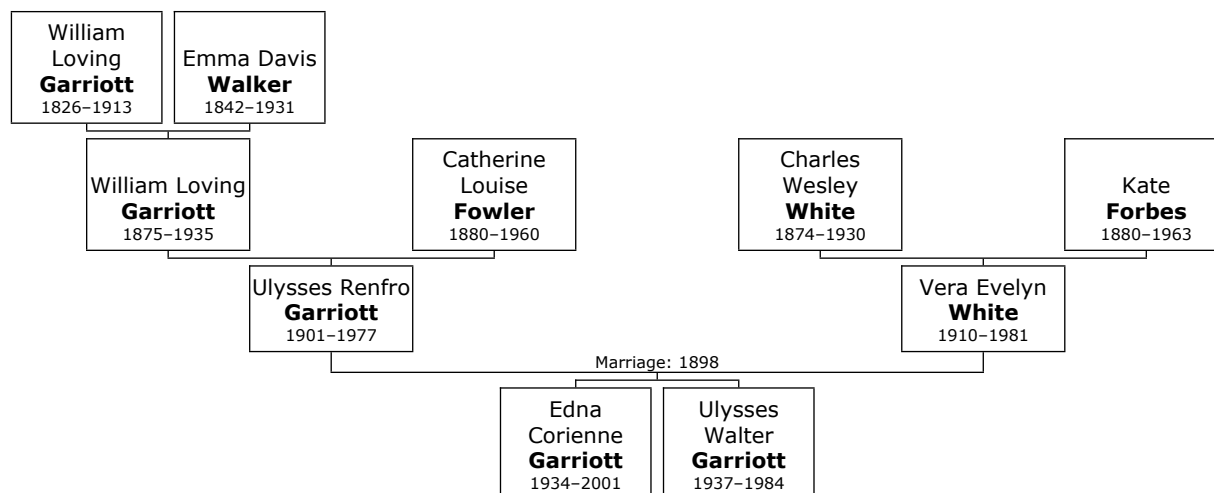 William
Loving
Garriott
1826–1913
Emma Davis
Walker
1842–1931
William Loving
Garriott
1875–1935
Catherine
Louise
Fowler
1880–1960
Charles
Wesley
White
1874–1930
Kate
Forbes
1880–1963
Ulysses Renfro
Garriott
1901–1977
Vera Evelyn
White
1910–1981
Marriage: 1898
Edna
Corienne
Garriott
1934–2001
Ulysses
Walter
Garriott
1937–1984